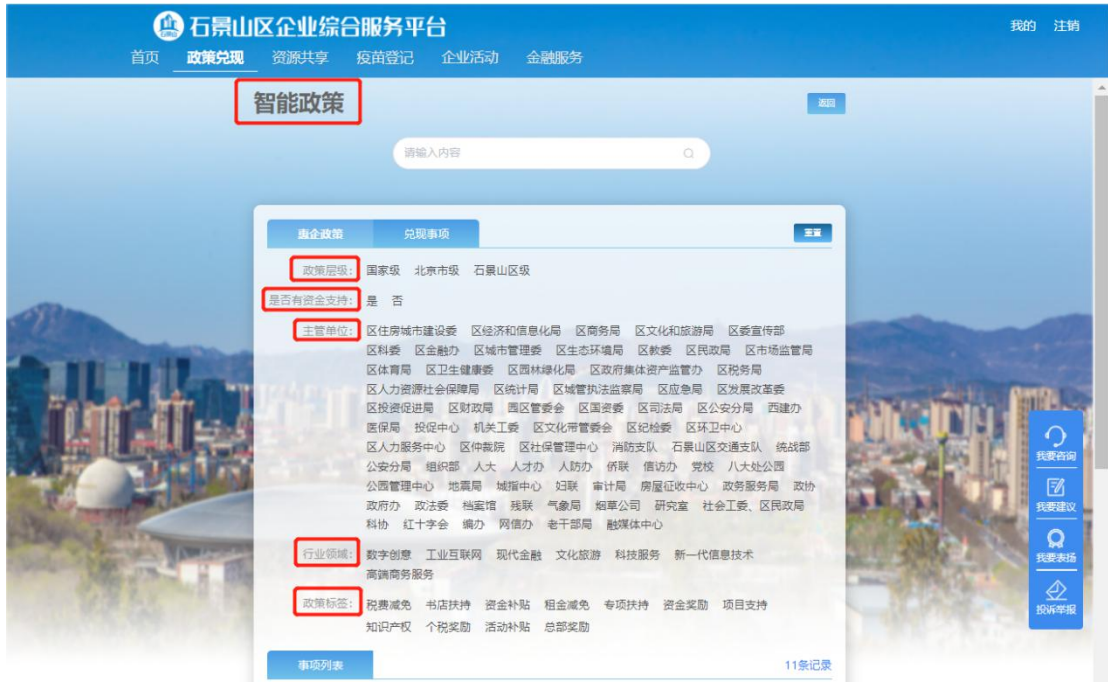 石景山区企业综合服务平台
我的 注销
首页 政策兑现 资源共享 疫苗登记 企业活动 金融服务
智能政策
返回
请输入内容
惠企政策 兑现事项 重置
政策层级: 国家级 北京市级 石景山区级
是否有资金支持: 是 否
主管单位: 区住房城市建设委 区经济和信息化局 区商务局 区文化和旅游局 区委宣传部
区科委 区金融办 区城市管理委 区生态环境局 区教委 区民政局 区市场监管局
区体育局 区卫生健康委 区园林绿化局 区政府集体资产监管办 区税务局
区人力资源社会保障局 区统计局 区城管执法监察局 区应急局 区发展改革委
区投资促进局 区财政局 园区管委会 区国资委 区司法局 区公安分局 西建办
医保局 投促中心 机关工委 区文化带管委会 区纪检委 区环卫中心
区人力服务中心 区仲裁院 区社保管理中心 消防支队 石景山区交通支队 统战部
公安分局 组织部 人大 人才办 人防办 侨联 信访办 党校 八大处公园
公园管理中心 地震局 城指中心 妇联 审计局 房屋征收中心 政务服务局 政协
政府办 政法委 档案馆 残联 气象局 烟草公司 研究室 社会工委、区民政局
科协 红十字会 编办 网信办 老干部局 融媒体中心
行业领域: 数字创意 工业互联网 现代金融 文化旅游 科技服务 新一代信息技术
高端商务服务
政策标签: 税费减免 书店扶持 资金补贴 租金减免 专项扶持 资金奖励 项目支持
知识产权 个税奖励 活动补贴 总部奖励
事项列表 11条记录
我要咨询
我要建议
我要表扬
投诉举报